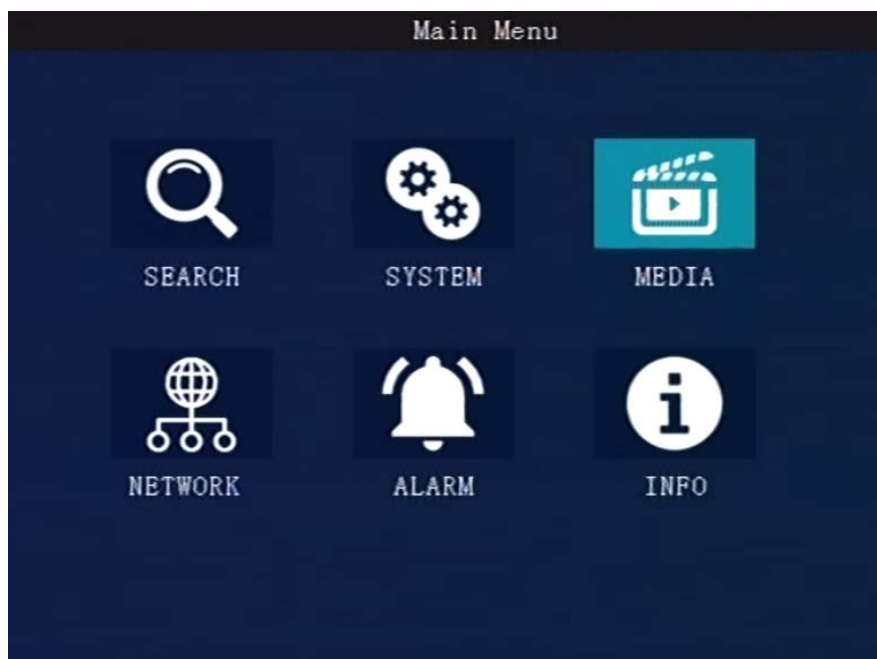 Main Menu
SEARCH
SYSTEM
MEDIA
NETWORK
ALARM
INFO